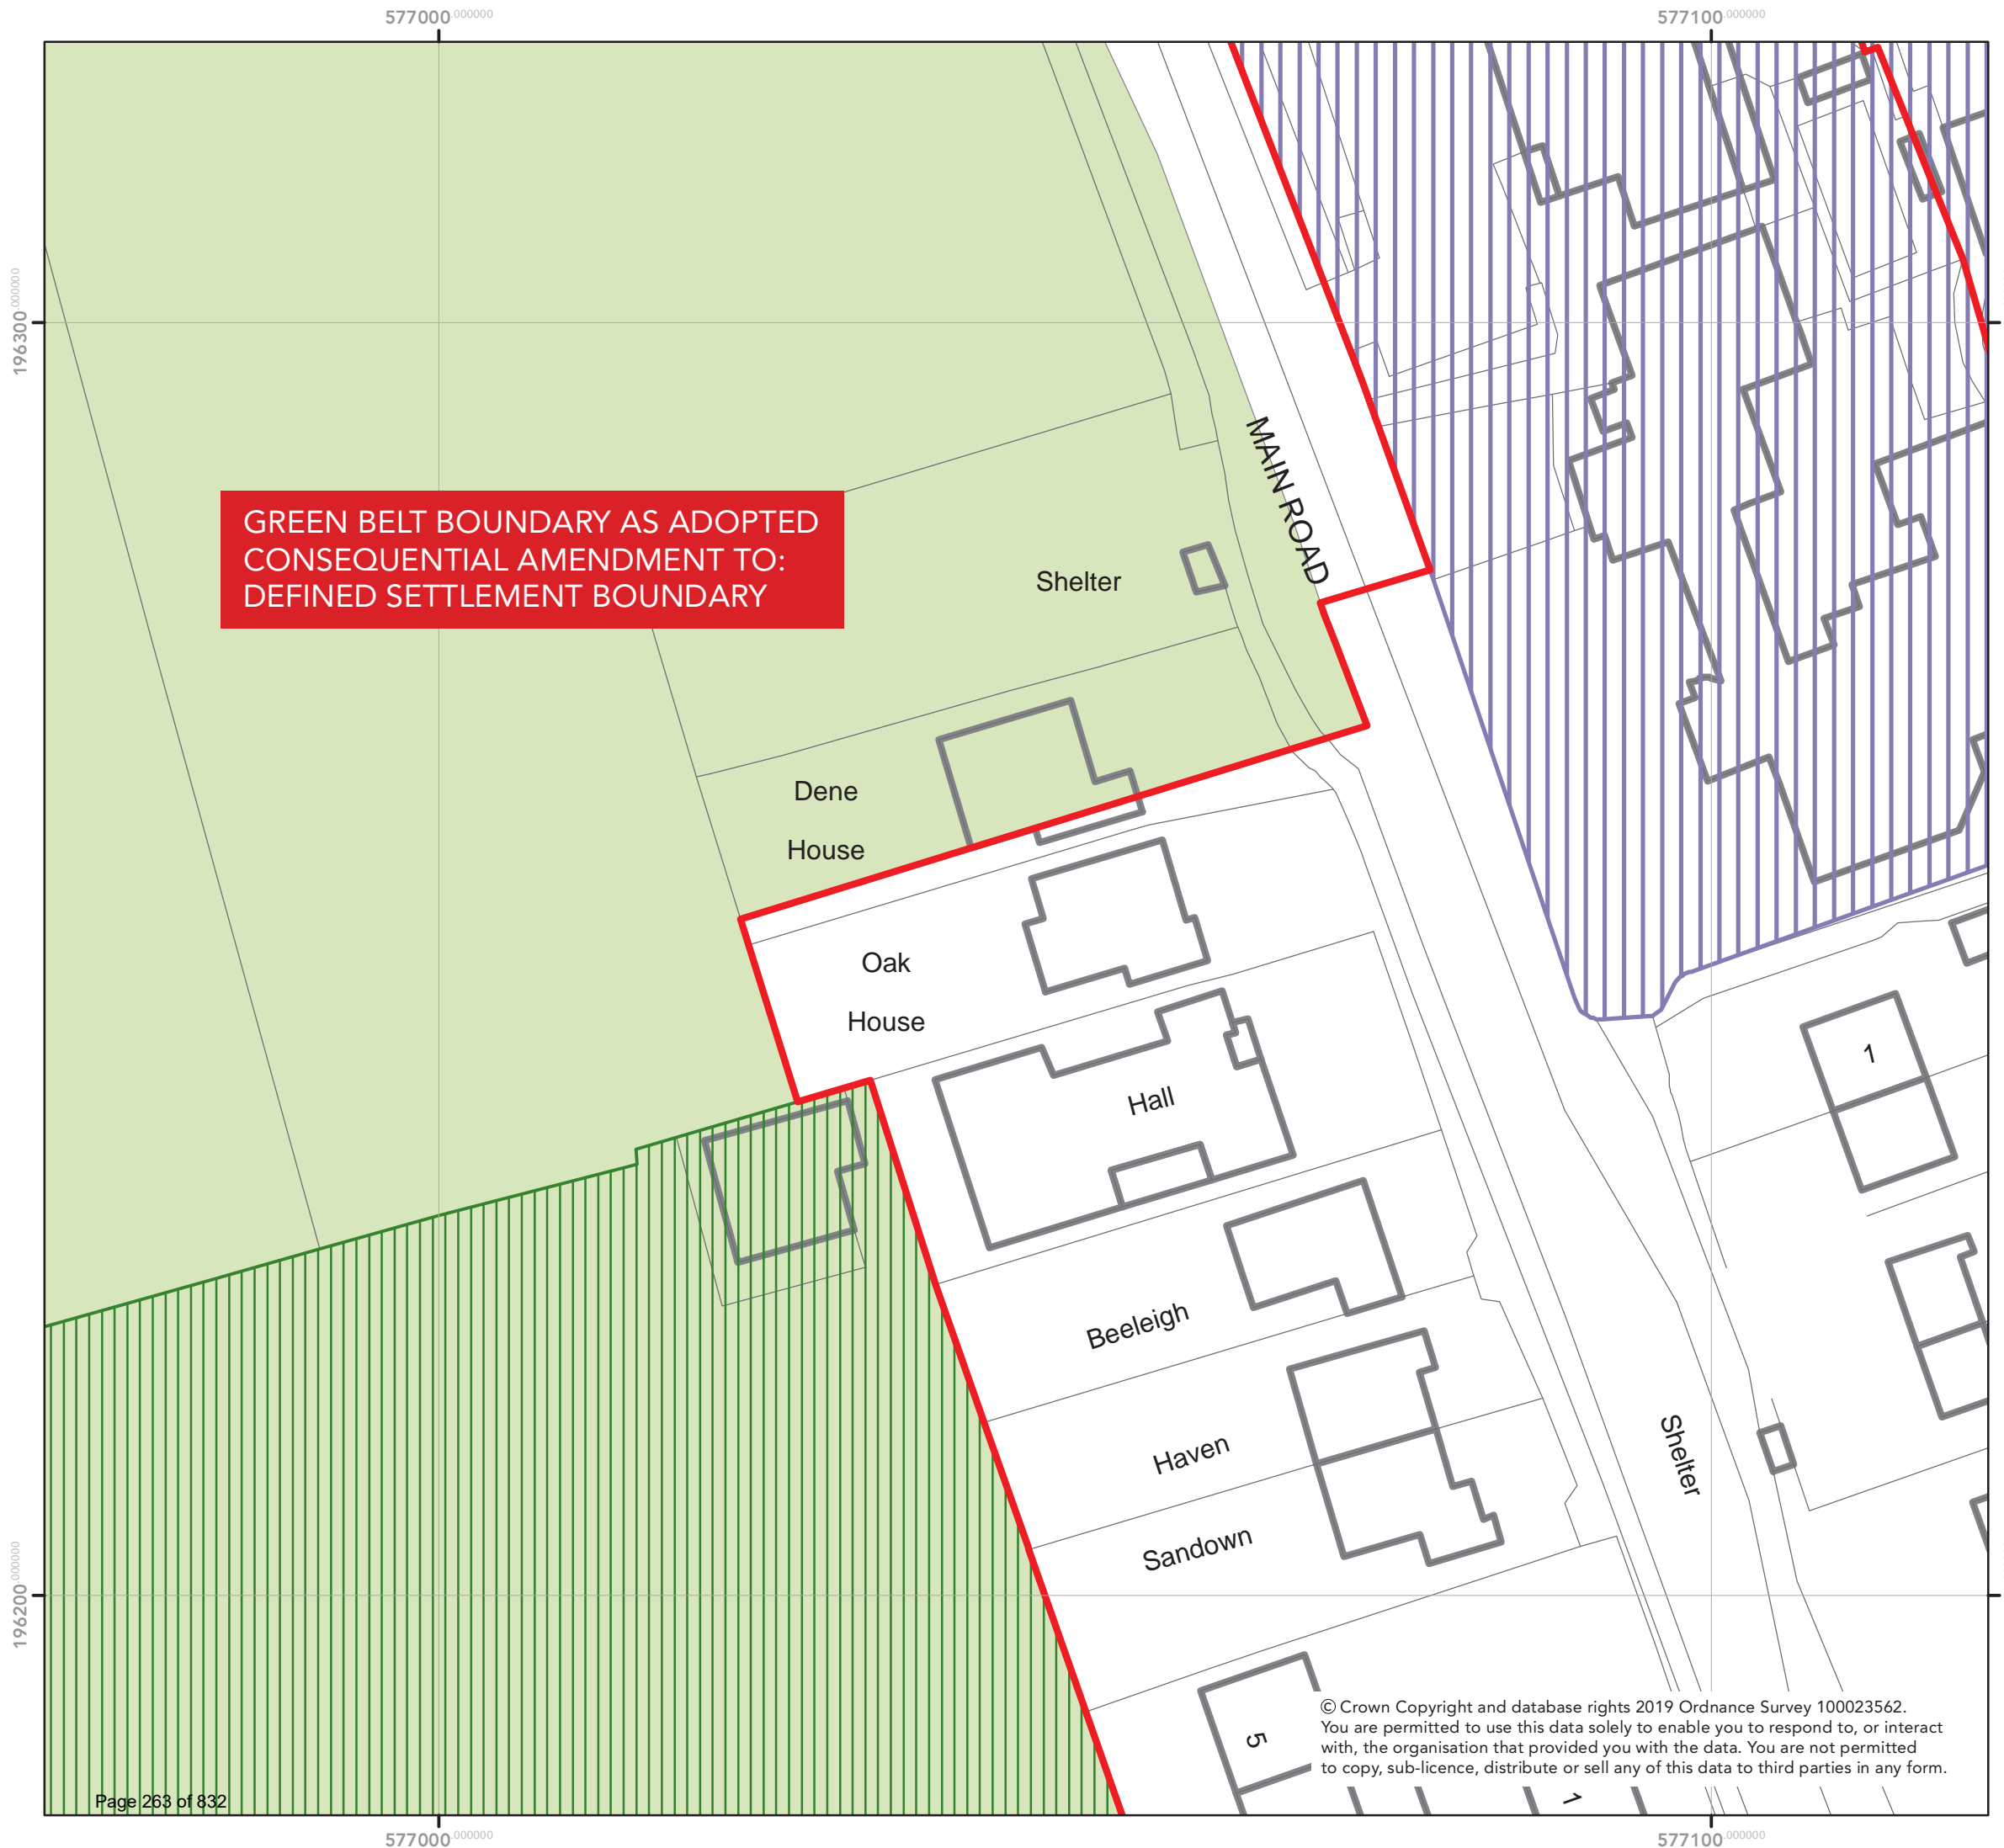 577000.000000
577100.000000
196300.000000
MAIN ROAD
GREEN BELT BOUNDARY AS ADOPTED
CONSEQUENTIAL AMENDMENT TO:
DEFINED SETTLEMENT BOUNDARY
Shelter
Dene
House
Oak
House
1
Hall
Beeleigh
Haven
Shelter
Sandown
196200.000000
5
© Crown Copyright and database rights 2019 Ordnance Survey 100023562.
You are permitted to use this data solely to enable you to respond to, or interact
with, the organisation that provided you with the data. You are not permitted
to copy, sub-licence, distribute or sell any of this data to third parties in any form.
1
Page 263 of 832
577000.000000
577100.000000